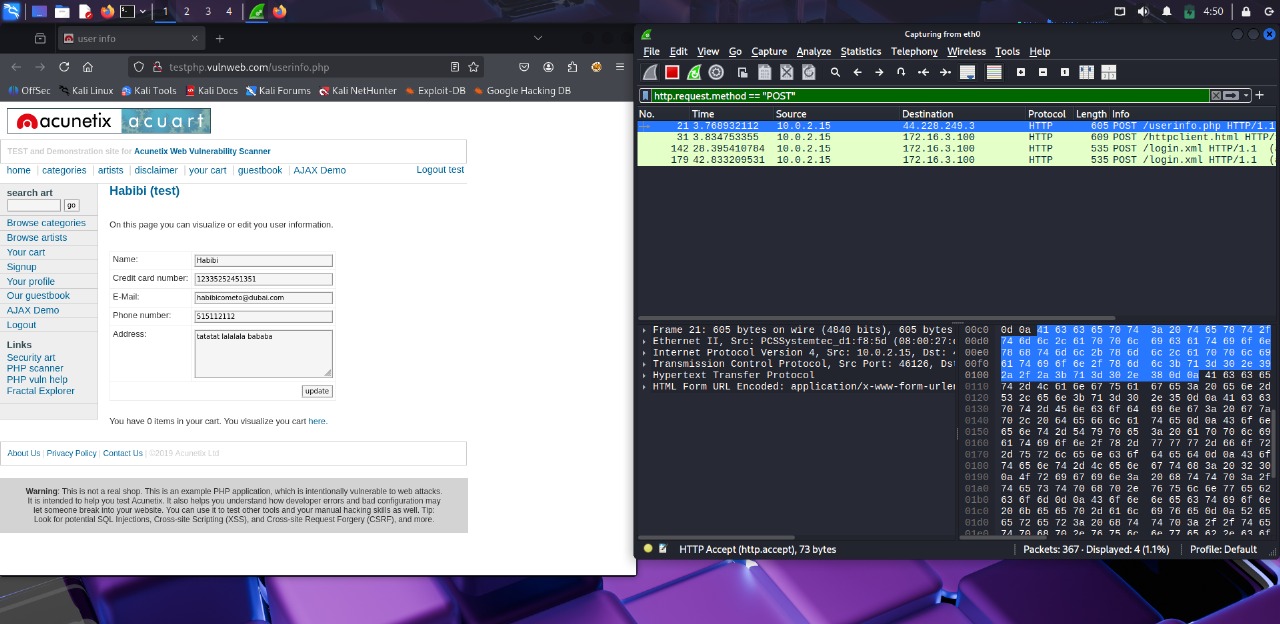 1 2 3 4
4:50
user info
testphp.vulnweb.com/userinfo.php
OffSec Kali Linux Kali Tools Kali Docs Kali Forums Kali NetHunter Exploit-DB Google Hacking DB
acunetix acuart
TEST and Demonstration site for Acunetix Web Vulnerability Scanner
home | categories | artists | disclaimer | your cart | guestbook | AJAX Demo Logout test
search art
go
Browse categories
Browse artists
Your cart
Signup
Your profile
Our guestbook
AJAX Demo
Logout
Links
Security art
PHP scanner
PHP vuln help
Fractal Explorer
Habibi (test)
On this page you can visualize or edit you user information.
Name: Habibi
Credit card number: 12335252451351
E-Mail: habibicometo@dubai.com
Phone number: 515112112
Address: tatatat lalalala bababa
update
You have 0 items in your cart. You visualize you cart here.
About Us | Privacy Policy | Contact Us | ©2019 Acunetix Ltd
Warning: This is not a real shop. This is an example PHP application, which is intentionally vulnerable to web attacks.
It is intended to help you test Acunetix. It also helps you understand how developer errors and bad configuration may
let someone break into your website. You can use it to test other tools and your manual hacking skills as well. Tip:
Look for potential SQL Injections, Cross-site Scripting (XSS), and Cross-site Request Forgery (CSRF), and more.
Capturing from eth0
File Edit View Go Capture Analyze Statistics Telephony Wireless Tools Help
http.request.method == "POST"
No. Time Source Destination Protocol Length Info
21 3.768932112 10.0.2.15 44.228.249.3 HTTP 605 POST /userinfo.php HTTP/1.1
31 3.834753355 10.0.2.15 172.16.3.100 HTTP 609 POST /httpclient.html HTTP/
142 28.395410784 10.0.2.15 172.16.3.100 HTTP 535 POST /login.xml HTTP/1.1 (
179 42.833209531 10.0.2.15 172.16.3.100 HTTP 535 POST /login.xml HTTP/1.1 (
Frame 21: 605 bytes on wire (4840 bits), 605 bytes
Ethernet II, Src: PCSSystemtec_d1:f8:5d (08:00:27:
Internet Protocol Version 4, Src: 10.0.2.15, Dst:
Transmission Control Protocol, Src Port: 46126, Dst
Hypertext Transfer Protocol
HTML Form URL Encoded: application/x-www-form-urle
00c0 0d 0a 41 63 63 65 70 74 3a 20 74 65 78 74 2f
00d0 74 6d 6c 2c 61 70 70 6c 69 63 61 74 69 6f 6e
00e0 78 68 74 6d 6c 2b 78 6d 6c 2c 61 70 70 6c 69
00f0 61 74 69 6f 6e 2f 78 6d 6c 3b 71 3d 30 2e 39
0100 2a 2f 2a 3b 71 3d 30 2e 38 0d 0a 41 63 63 65
0110 74 2d 4c 61 6e 67 75 61 67 65 3a 20 65 6e 2d
0120 53 2c 65 6e 3b 71 3d 30 2e 35 0d 0a 41 63 63
0130 70 74 2d 45 6e 63 6f 64 69 6e 67 3a 20 67 7a
0140 70 2c 20 64 65 66 6c 61 74 65 0d 0a 43 6f 6e
0150 65 6e 74 2d 54 79 70 65 3a 20 61 70 70 6c 69
0160 61 74 69 6f 6e 2f 78 2d 77 77 77 2d 66 6f 72
0170 2d 75 72 6c 65 6e 63 6f 64 65 64 0d 0a 43 6f
0180 74 65 6e 74 2d 4c 65 6e 67 74 68 3a 20 32 30
0190 0a 4f 72 69 67 69 6e 3a 20 68 74 74 70 3a 2f
01a0 74 65 73 74 70 68 70 2e 76 75 6c 6e 77 65 62
01b0 63 6f 6d 0d 0a 43 6f 6e 6e 65 63 74 69 6f 6e
01c0 20 6b 65 65 70 2d 61 6c 69 76 65 0d 0a 52 65
01d0 65 72 65 72 3a 20 68 74 74 70 3a 2f 2f 74 65
01e0 74 70 68 70 2e 76 75 6c 6e 77 65 62 2e 63 6f
HTTP Accept (http.accept), 73 bytes
Packets: 367 · Displayed: 4 (1.1%)
Profile: Default